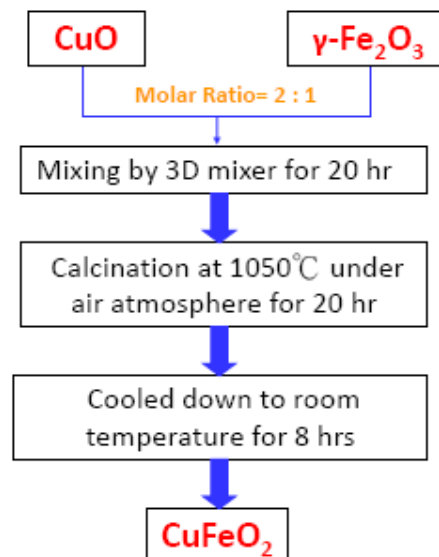 CuO
γ-Fe₂O₃
Molar Ratio= 2 : 1
Mixing by 3D mixer for 20 hr
Calcination at 1050℃ under
air atmosphere for 20 hr
Cooled down to room
temperature for 8 hrs
CuFeO₂